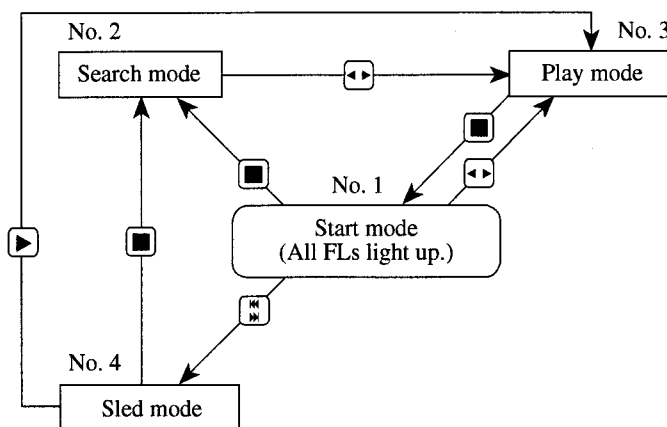 No. 2
No. 3
Search mode
Play mode
No. 1
Start mode
(All FLs light up.)
No. 4
Sled mode